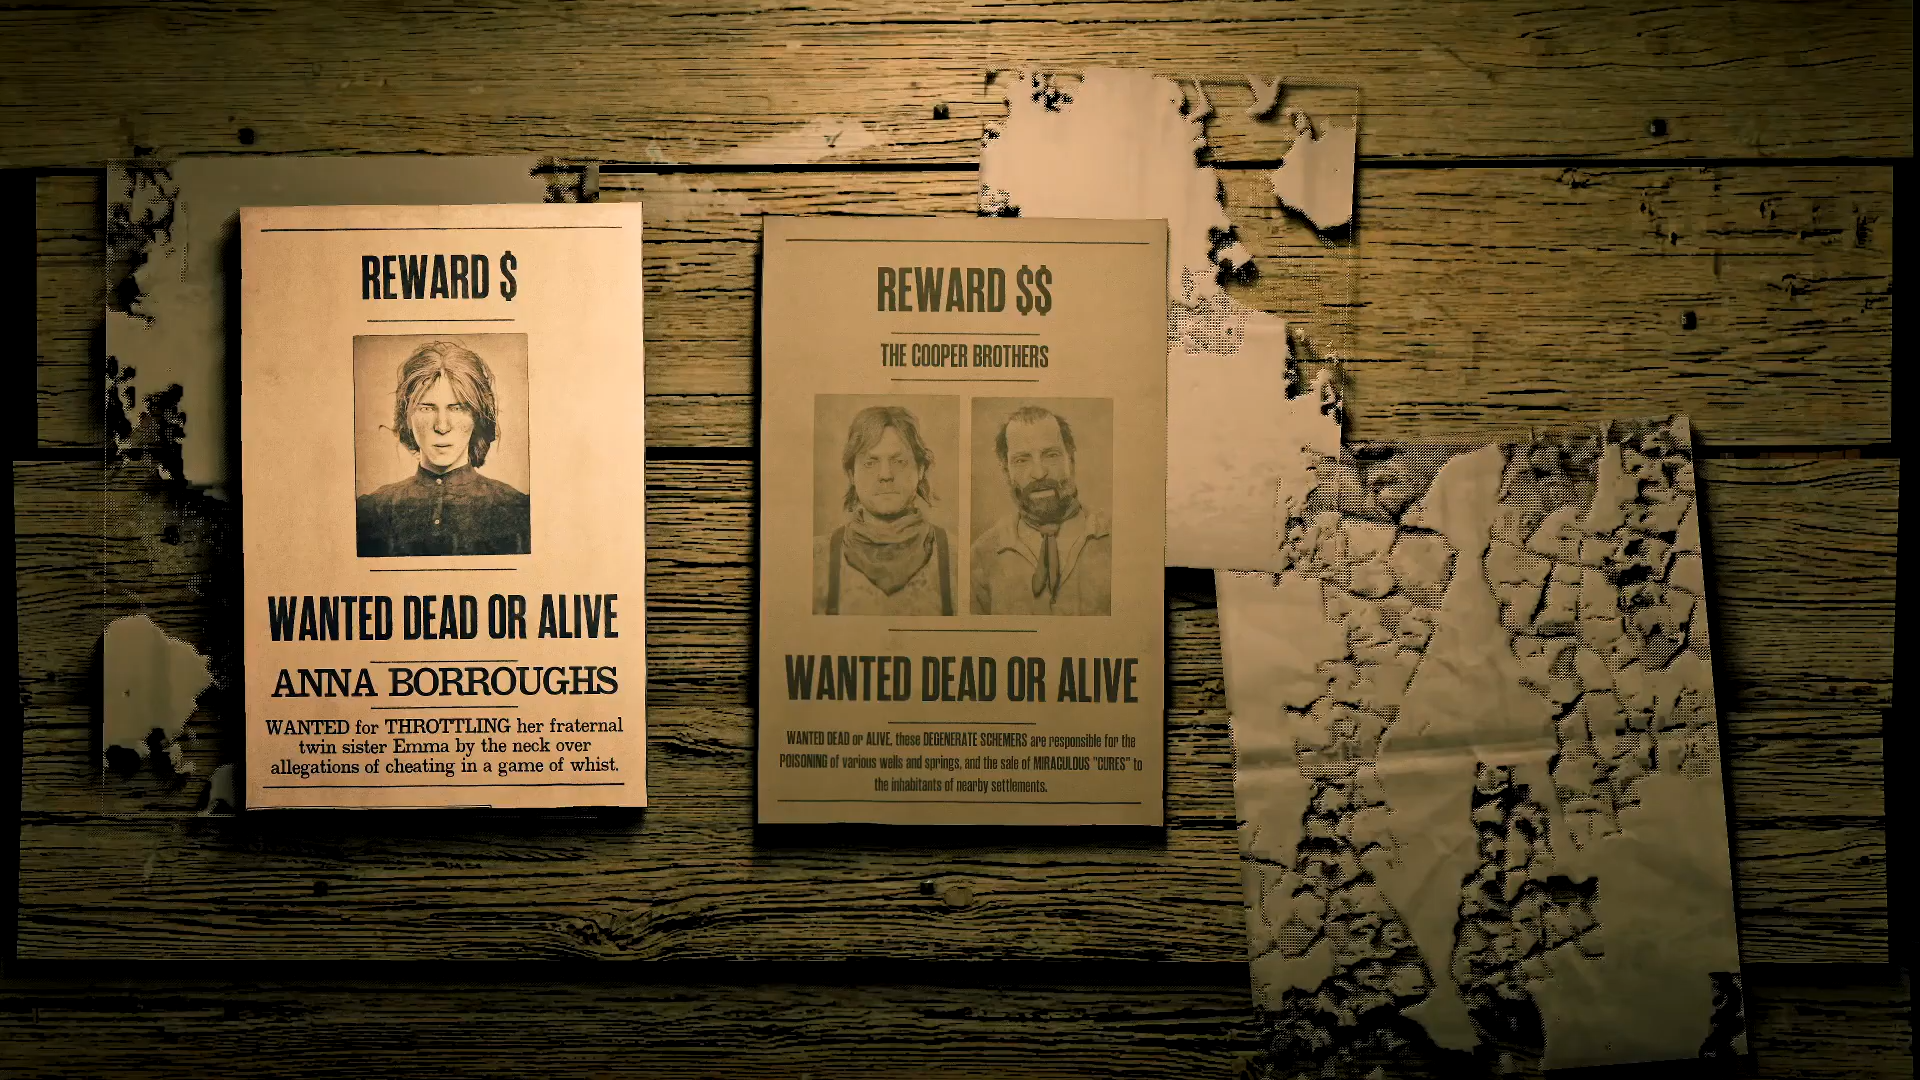 REWARD $
WANTED DEAD OR ALIVE
ANNA BORROUGHS
WANTED for THROTTLING her fraternal
twin sister Emma by the neck over
allegations of cheating in a game of whist.
REWARD $$
THE COOPER BROTHERS
WANTED DEAD OR ALIVE
WANTED DEAD or ALIVE, these DEGENERATE SCHEMERS are responsible for the
POISONING of various wells and springs, and the sale of MIRACULOUS "CURES" to
the inhabitants of nearby settlements.